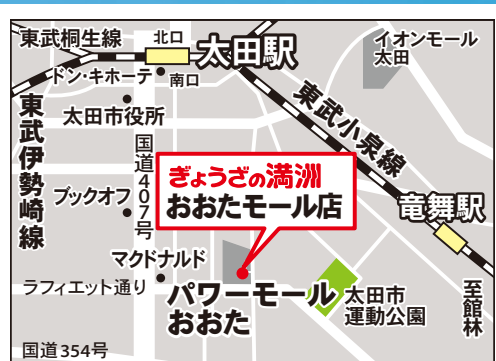 東武桐生線
北口
太田駅
イオンモール
太田
ドン・キホーテ
南口
太田市役所
東武小泉線
東武伊勢崎線
国道407号
ぎょうざの満洲
おおたモール店
ブックオフ
竜舞駅
マクドナルド
ラフィエット通り
パワーモール
おおた
太田市
運動公園
至館林
国道354号